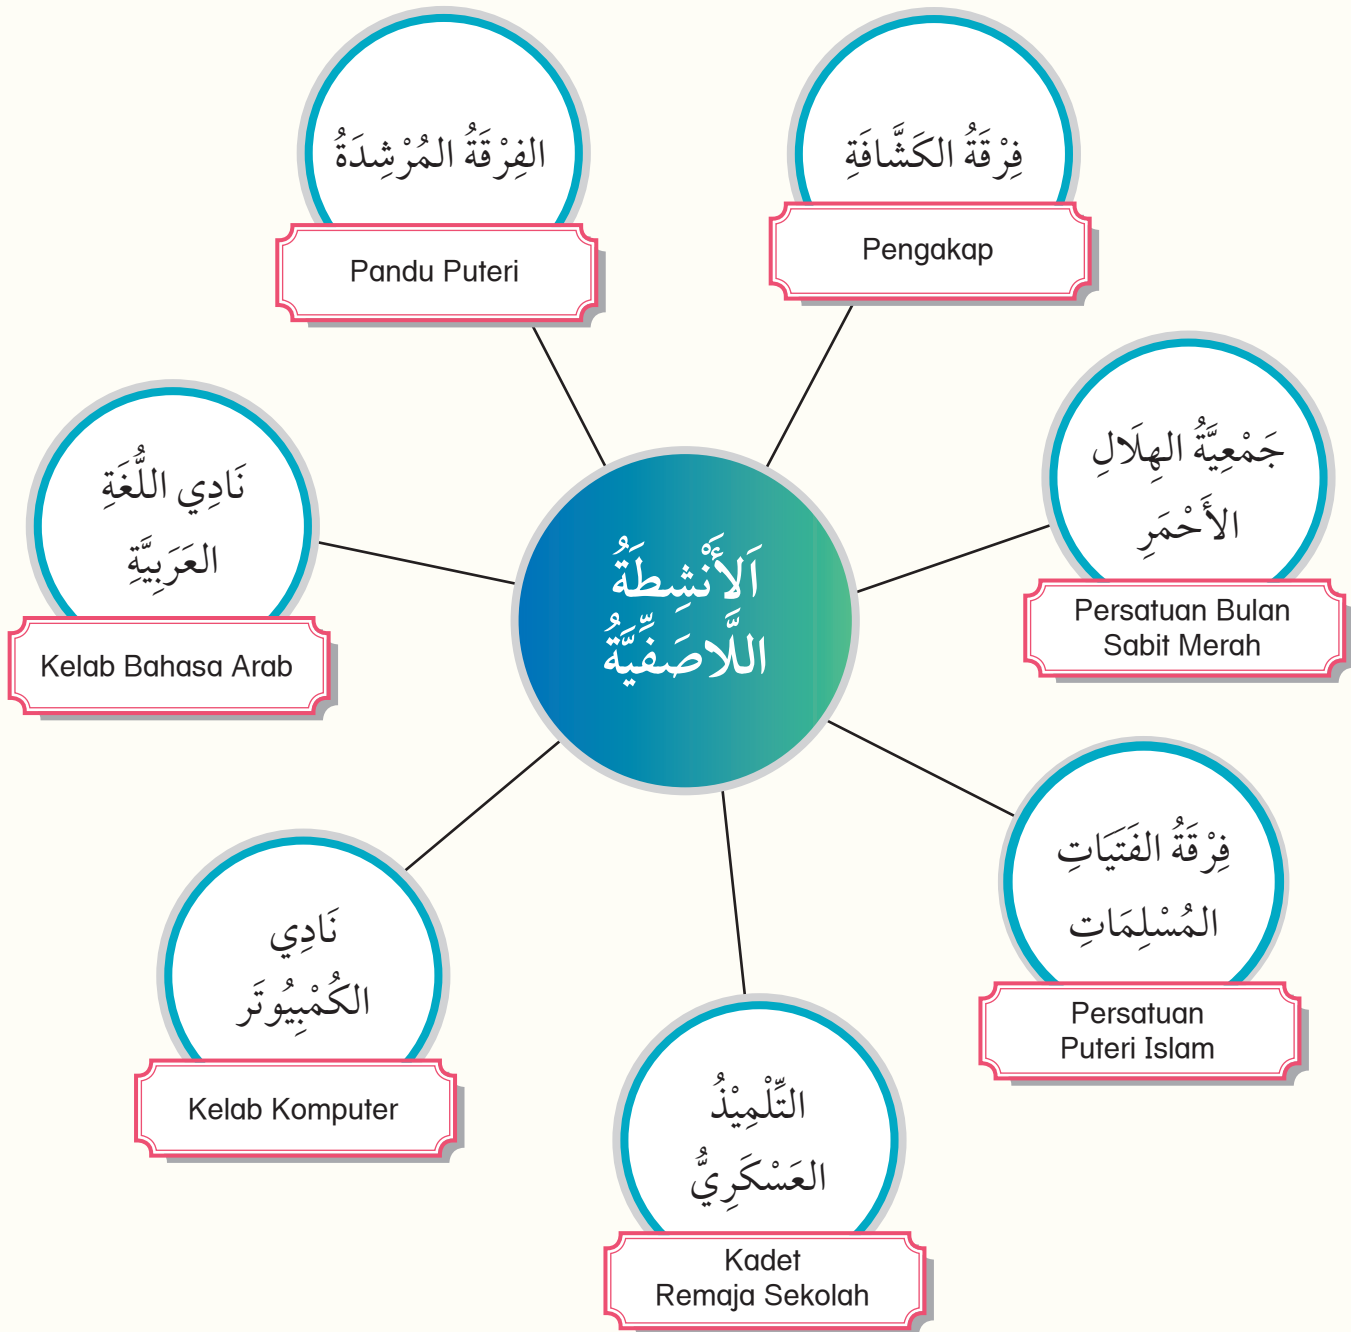 الفِرْقَةُ المُرْشِدَةُ
Pandu Puteri
فِرْقَةُ الكَشَّافَةِ
Pengakap
جَمْعِيَّةُ الهِلَالِ
الأَحْمَرِ
Persatuan Bulan
Sabit Merah
نَادِي اللُّغَةِ
العَرَبِيَّةِ
Kelab Bahasa Arab
اَلأَنْشِطَةُ
اللَّاصَفِّيَّةُ
فِرْقَةُ الفَتَيَاتِ
المُسْلِمَاتِ
Persatuan
Puteri Islam
نَادِي
الكُمْبِيُوتَر
Kelab Komputer
التِّلْمِيْذُ
العَسْكَرِيُّ
Kadet
Remaja Sekolah